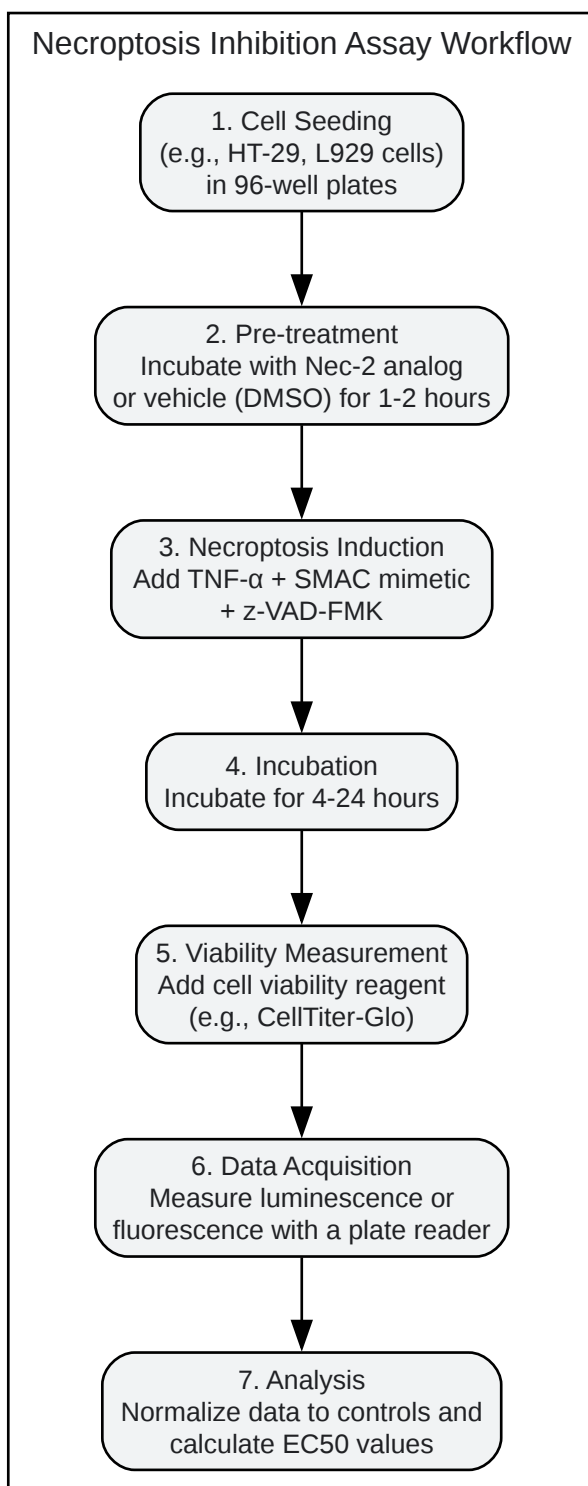 Necroptosis Inhibition Assay Workflow
1. Cell Seeding
(e.g., HT-29, L929 cells)
in 96-well plates
2. Pre-treatment
Incubate with Nec-2 analog
or vehicle (DMSO) for 1-2 hours
3. Necroptosis Induction
Add TNF-α + SMAC mimetic
+ z-VAD-FMK
4. Incubation
Incubate for 4-24 hours
5. Viability Measurement
Add cell viability reagent
(e.g., CellTiter-Glo)
6. Data Acquisition
Measure luminescence or
fluorescence with a plate reader
7. Analysis
Normalize data to controls and
calculate EC50 values